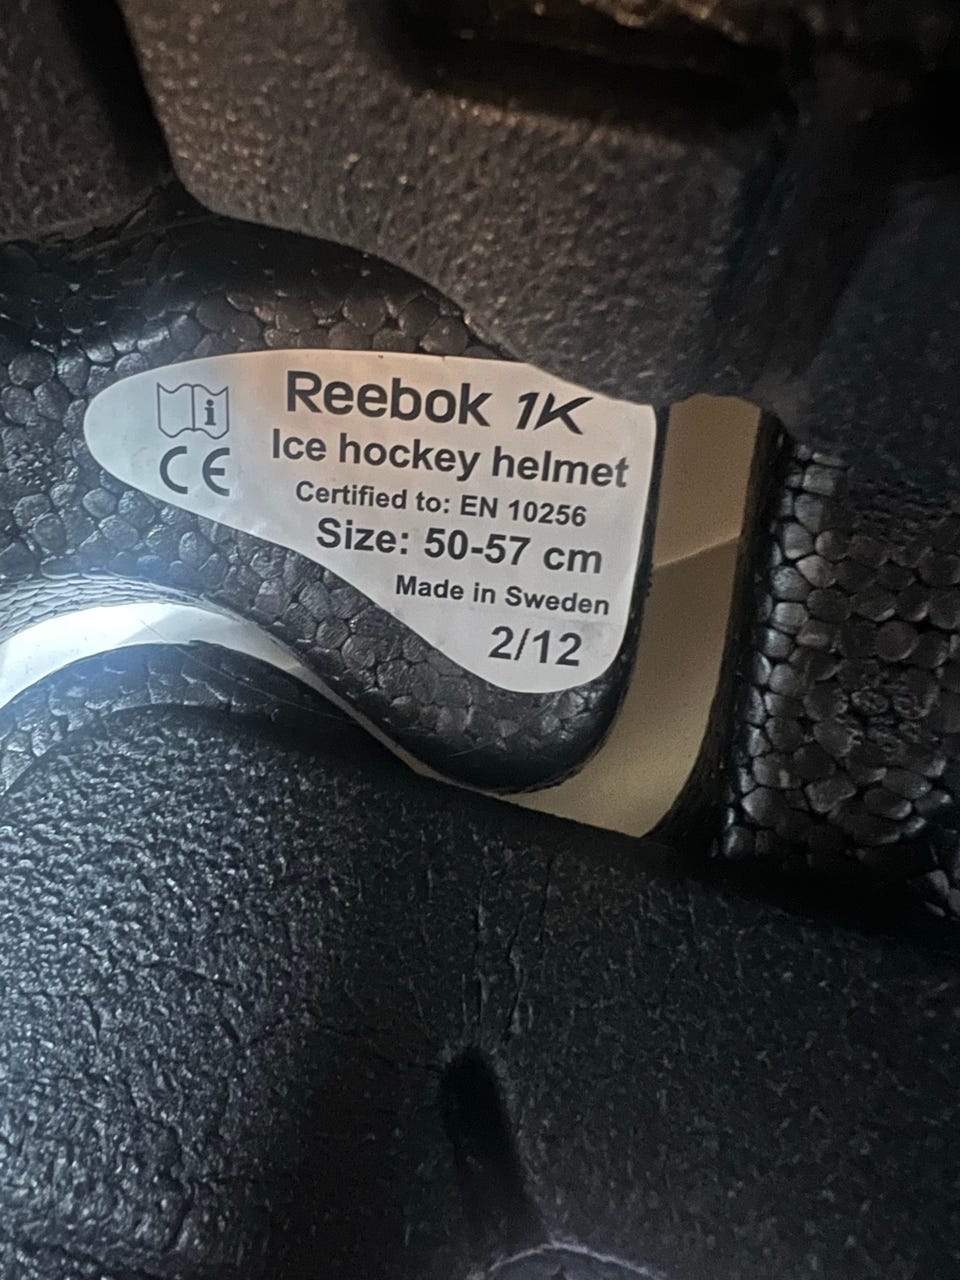 Reebok 1K
Ice hockey helmet
CE
Certified to: EN 10256
Size: 50-57 cm
Made in Sweden
2/12